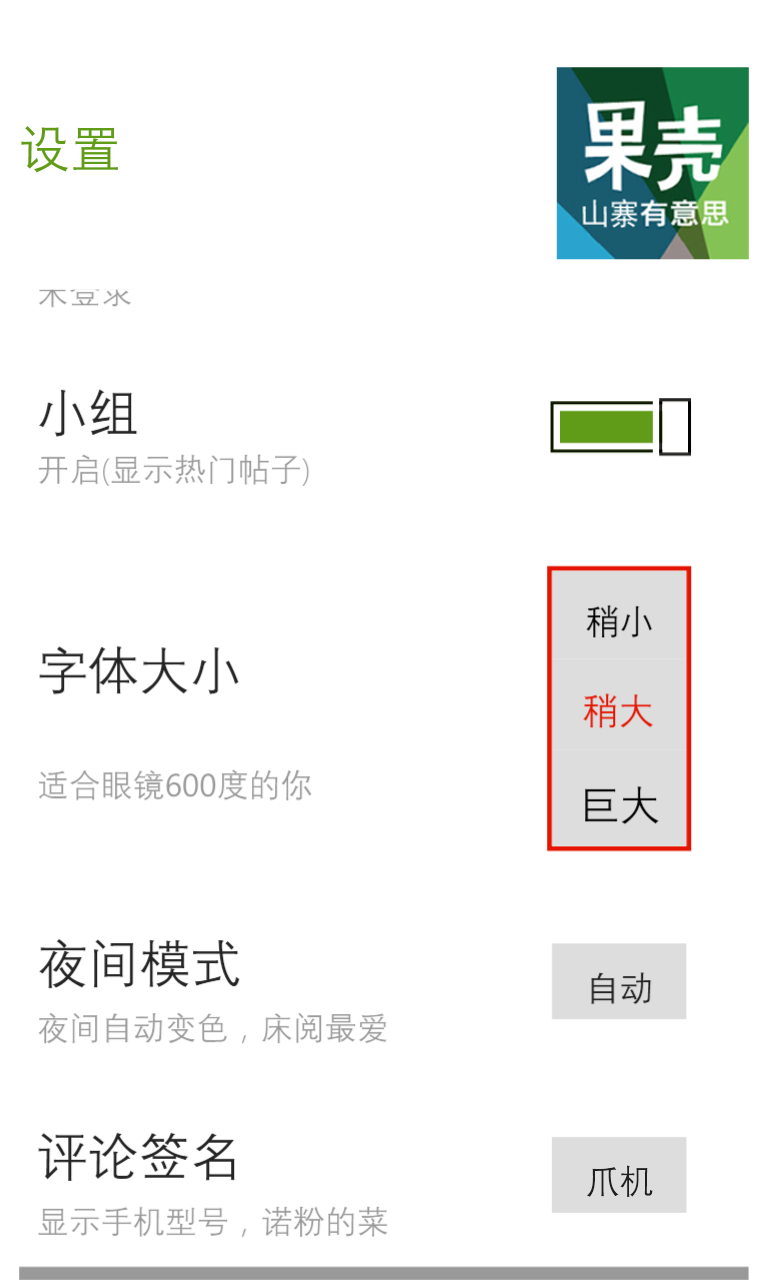 设置
果壳
山寨有意思
未登录
小组
开启(显示热门帖子)
字体大小
适合眼镜600度的你
稍小
稍大
巨大
夜间模式
夜间自动变色，床阅最爱
自动
评论签名
显示手机型号，诺粉的菜
爪机